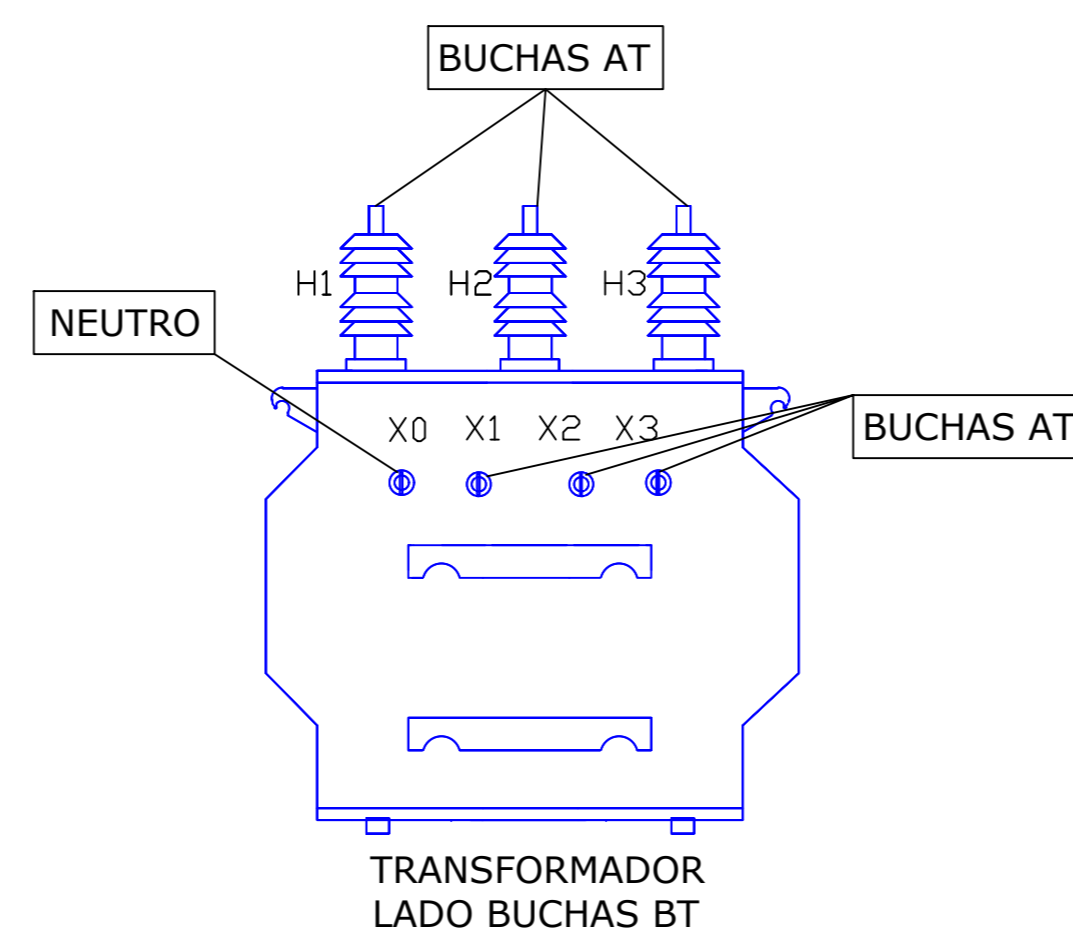 BUCHAS AT
H1 H2 H3
NEUTRO
X0 X1 X2 X3
BUCHAS AT
TRANSFORMADOR
LADO BUCHAS BT